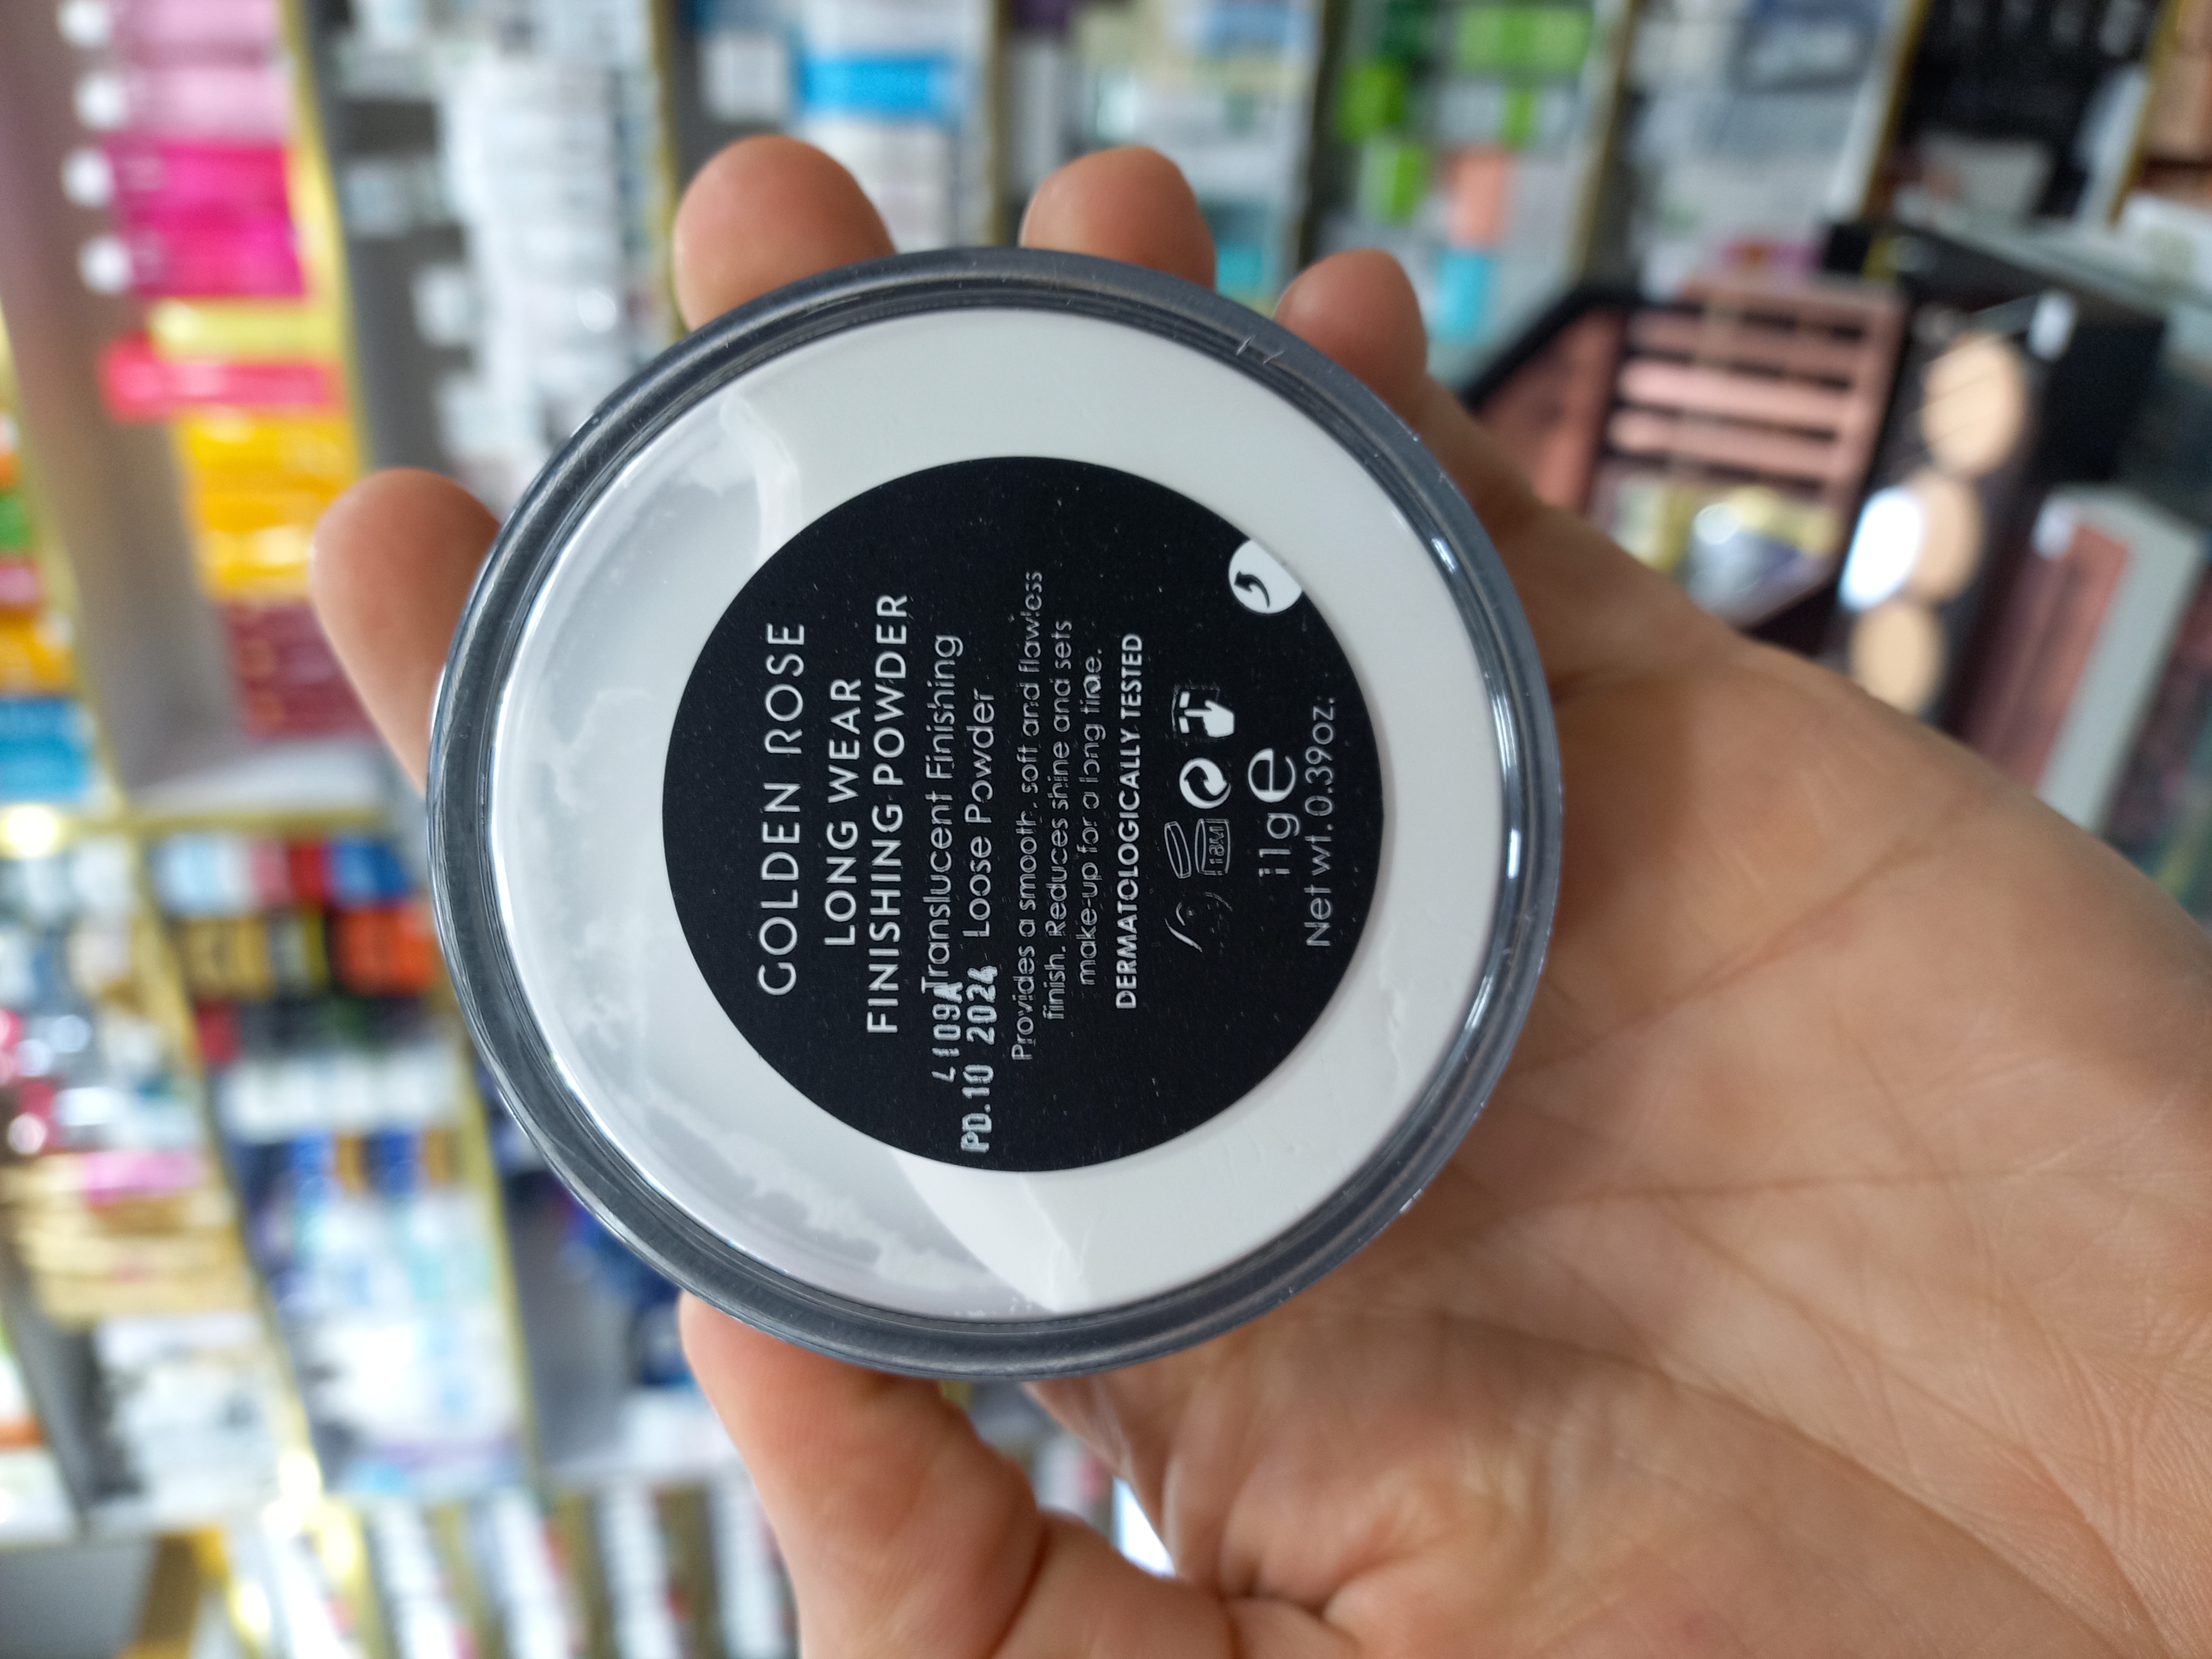 GOLDEN ROSE
LONG WEAR
FINISHING POWDER
Translucent Finishing
Loose Powder
109A
PD.10 2024
Provides a smooth, soft and flawless
finish. Reduces shine and sets
make-up for a long time.
DERMATOLOGICALLY TESTED
18M
11g e
Net wt. 0.39oz.